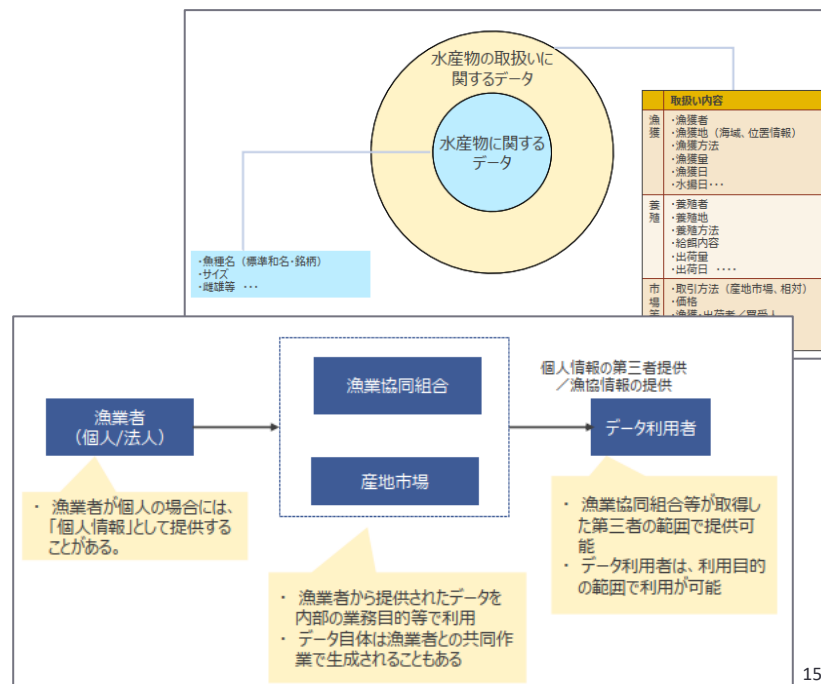 水産物の取扱いに
関するデータ
水産物に関する
データ
・魚種名（標準和名・銘柄）
・サイズ
・雌雄等 …
取扱い内容
漁獲
・漁獲者
・漁獲地（海域、位置情報）
・漁獲方法
・漁獲量
・漁獲日
・水揚日…
養殖
・養殖者
・養殖地
・養殖方法
・給餌内容
・出荷量
・出荷日 ‥‥
市場等
・取引方法（産地市場、相対）
・価格
・漁獲・出荷者／買受人
漁業者
（個人/法人）
・ 漁業者が個人の場合には、
「個人情報」として提供する
ことがある。
漁業協同組合
産地市場
・ 漁業者から提供されたデータを
内部の業務目的等で利用
・ データ自体は漁業者との共同作
業で生成されることもある
個人情報の第三者提供
／漁協情報の提供
データ利用者
・ 漁業協同組合等が取得し
た第三者の範囲で提供可
能
・ データ利用者は、利用目的
の範囲で利用が可能
15